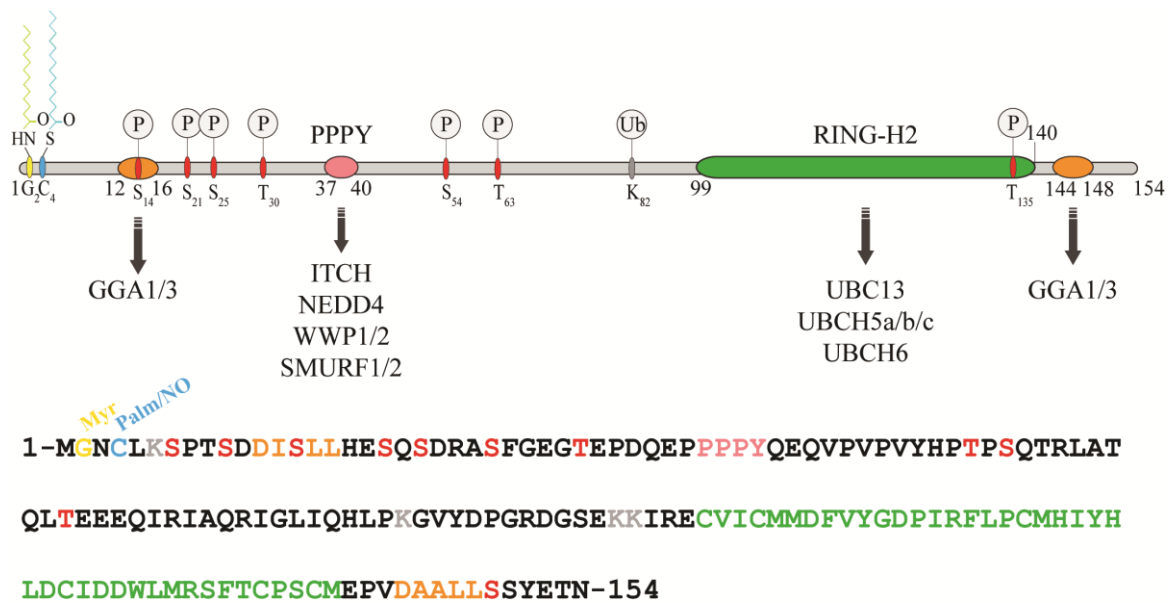 O O
HN S
P P P P PPPY P P Ub RING-H2 P 140
1 G2 C4 12 S14 16 S21 S25 T30 37 40 S54 T63 K82 99 T135 144 148 154
GGA1/3
ITCH
NEDD4
WWP1/2
SMURF1/2
UBC13
UBCH5a/b/c
UBCH6
GGA1/3
Myr
Palm/NO
1-MGNCLKSPTSDDISLLHESQSDRASFGEGTEPDQEPPPPYQEQVPVPVYHPTPSQTRLAT
QLTEEEQIRIAQRIGLIQHLPKGVYDPGRDGSEKKIRECVICMMDFVYGDPIRFLPCMHIYH
LDCIDDWLMRSFTCPSCMEPVDAALLSSYETN-154